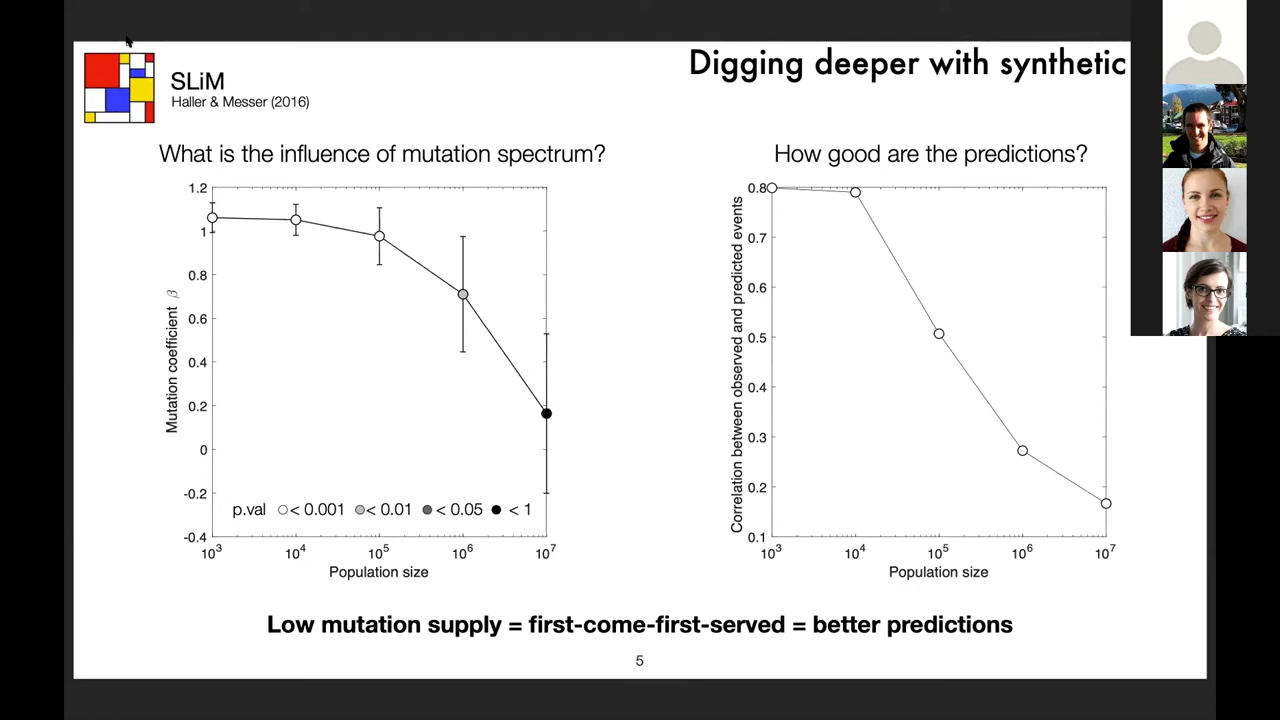 SLiM
Haller & Messer (2016)
Digging deeper with synthetic
What is the influence of mutation spectrum?
1.2
1
0.8
0.6
0.4
0.2
0
-0.2
-0.4
Mutation coefficient β
p.val < 0.001 < 0.01 < 0.05 < 1
10³ 10⁴ 10⁵ 10⁶ 10⁷
Population size
How good are the predictions?
0.8
0.7
0.6
0.5
0.4
0.3
0.2
0.1
Correlation between observed and predicted events
10³ 10⁴ 10⁵ 10⁶ 10⁷
Population size
Low mutation supply = first-come-first-served = better predictions
5